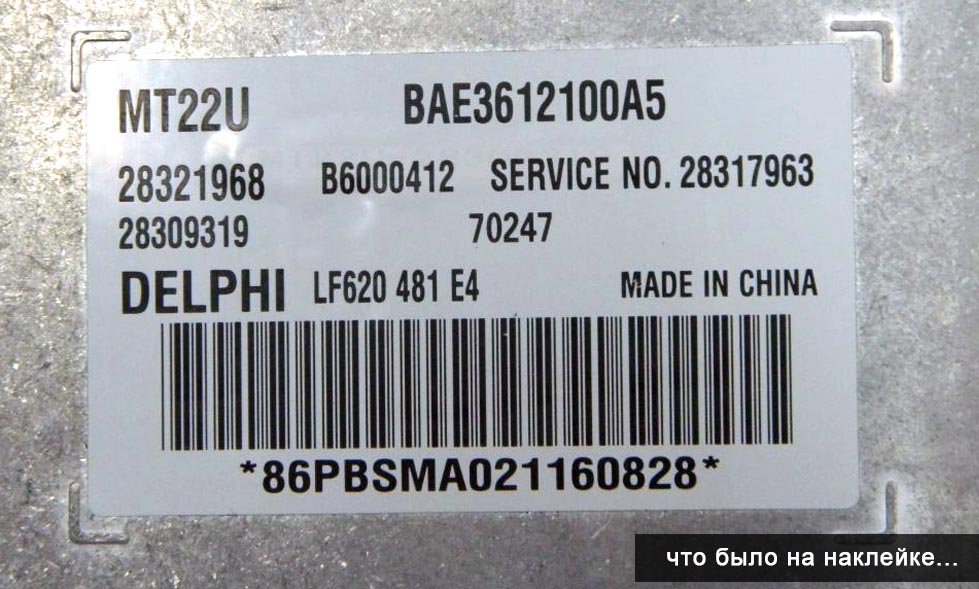 MT22U BAE3612100A5
28321968 B6000412 SERVICE NO. 28317963
28309319 70247
DELPHI LF620 481 E4 MADE IN CHINA
*86PBSMA021160828*
что было на наклейке...